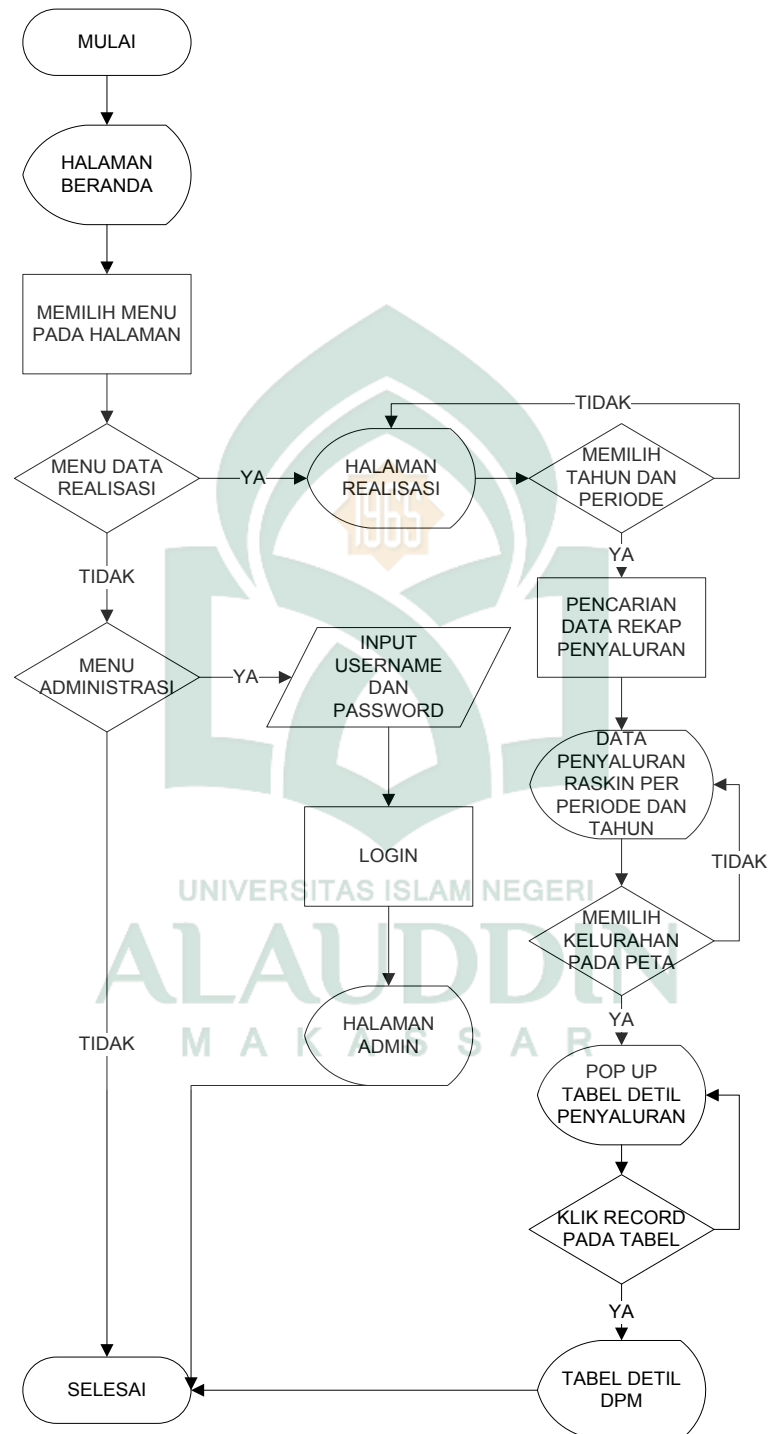 MULAI
HALAMAN
BERANDA
MEMILIH MENU
PADA HALAMAN
MENU DATA
REALISASI
YA
HALAMAN
REALISASI
TIDAK
MEMILIH
TAHUN DAN
PERIODE
YA
PENCARIAN
DATA REKAP
PENYALURAN
TIDAK
MENU
ADMINISTRASI
YA
INPUT
USERNAME
DAN
PASSWORD
LOGIN
HALAMAN
ADMIN
DATA
PENYALURAN
RASKIN PER
PERIODE DAN
TAHUN
TIDAK
MEMILIH
KELURAHAN
PADA PETA
YA
POP UP
TABEL DETIL
PENYALURAN
KLIK RECORD
PADA TABEL
YA
TABEL DETIL
DPM
TIDAK
SELESAI
1965
UNIVERSITAS ISLAM NEGERI
ALAUDDIN
MAKASSAR